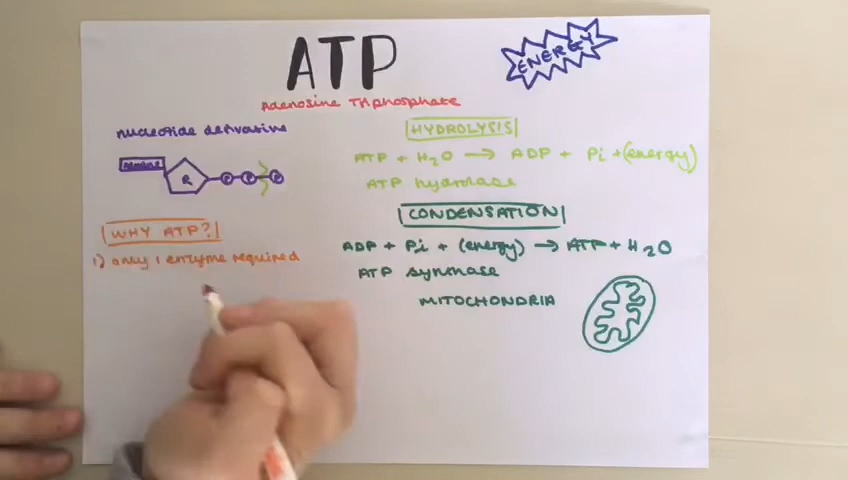 ATP
ENERGY
Adenosine Triphosphate
nucleotide derivative
Adenine
R
P P P
WHY ATP?
1) only 1 enzyme required
HYDROLYSIS
ATP + H2O → ADP + Pi + (energy)
ATP hydrolase
CONDENSATION
ADP + Pi + (energy) → ATP + H2O
ATP synthase
MITOCHONDRIA